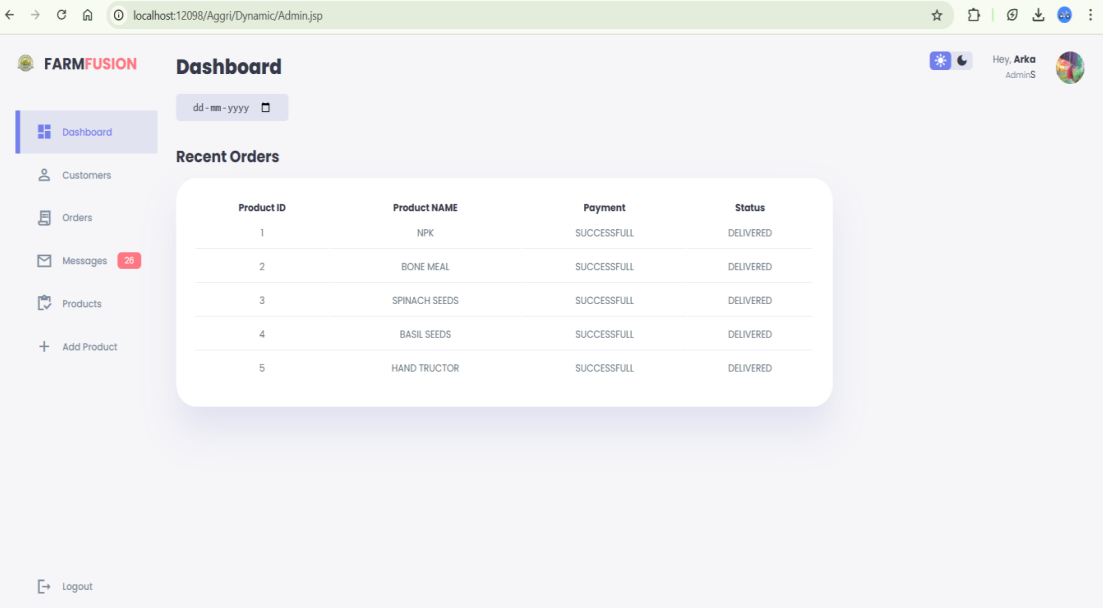 localhost:12098/Aggri/Dynamic/Admin.jsp
FARMFUSION
Dashboard
Customers
Orders
Messages 26
Products
Add Product
Logout
Dashboard
dd-mm-yyyy
Hey, Arka
AdminS
Recent Orders
Product ID Product NAME Payment Status
1 NPK SUCCESSFULL DELIVERED
2 BONE MEAL SUCCESSFULL DELIVERED
3 SPINACH SEEDS SUCCESSFULL DELIVERED
4 BASIL SEEDS SUCCESSFULL DELIVERED
5 HAND TRUCTOR SUCCESSFULL DELIVERED